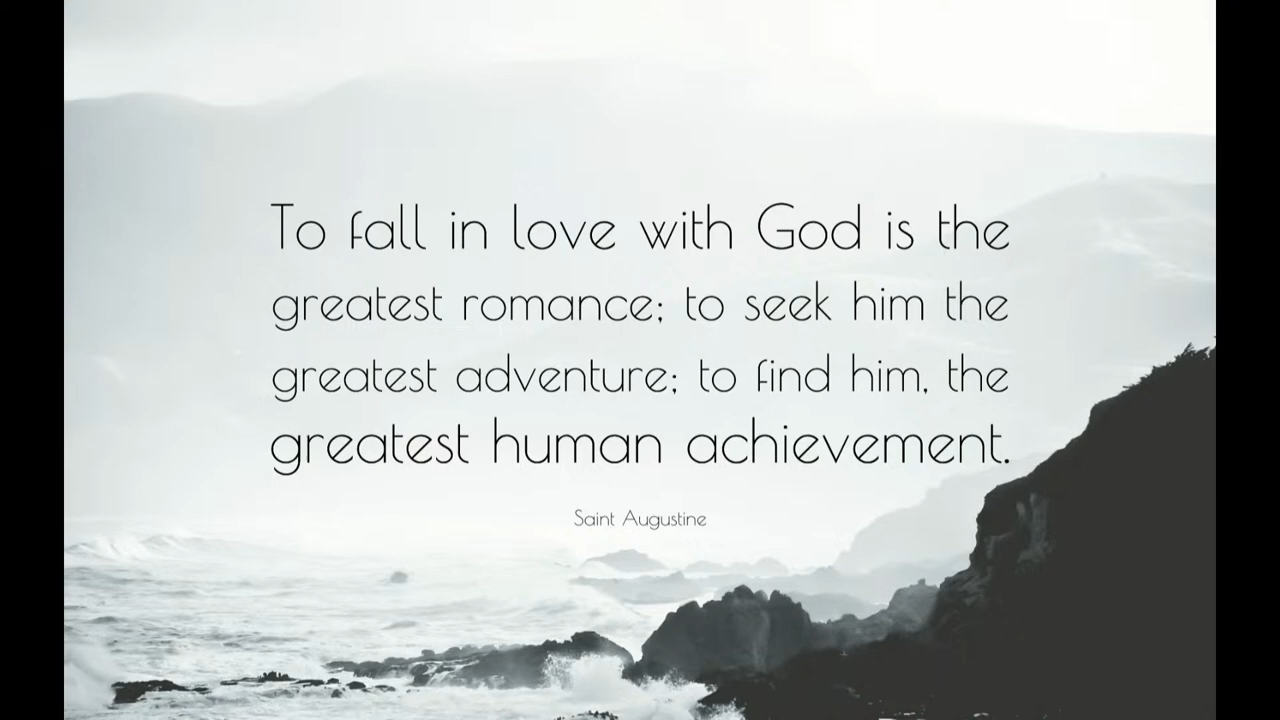 To fall in love with God is the
greatest romance; to seek him the
greatest adventure; to find him, the
greatest human achievement.
Saint Augustine